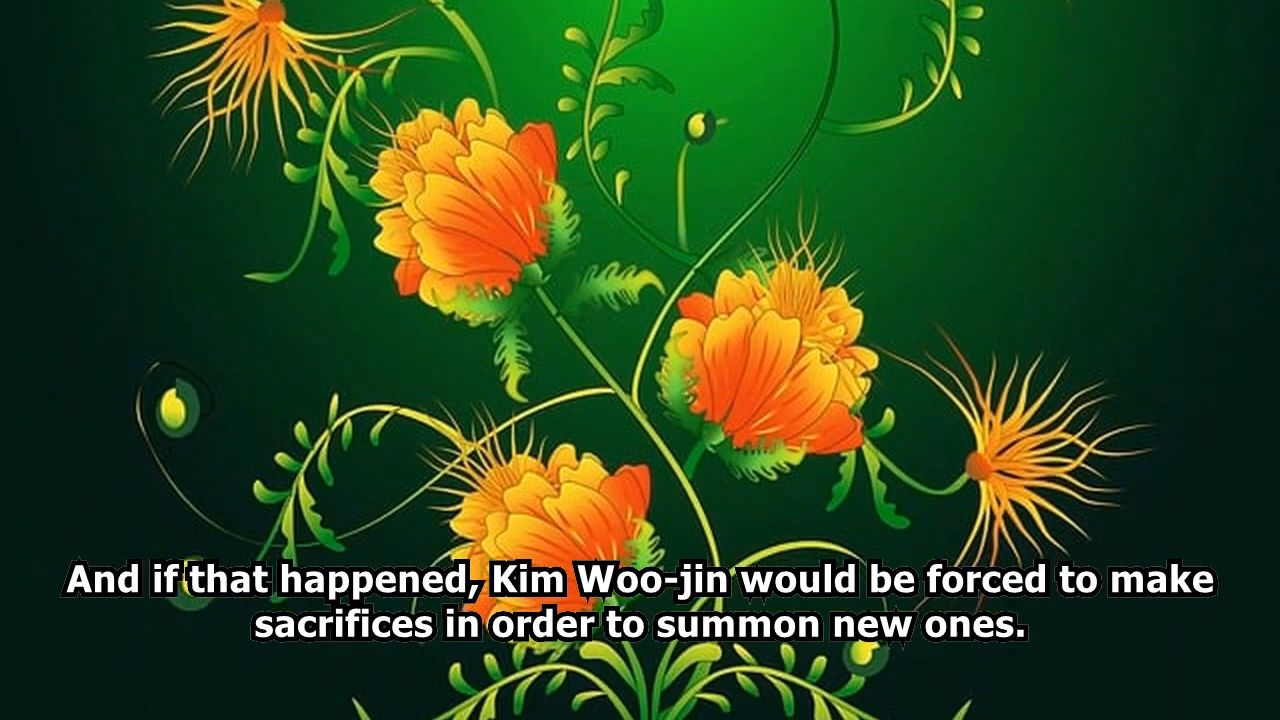 And if that happened, Kim Woo-jin would be forced to make
sacrifices in order to summon new ones.